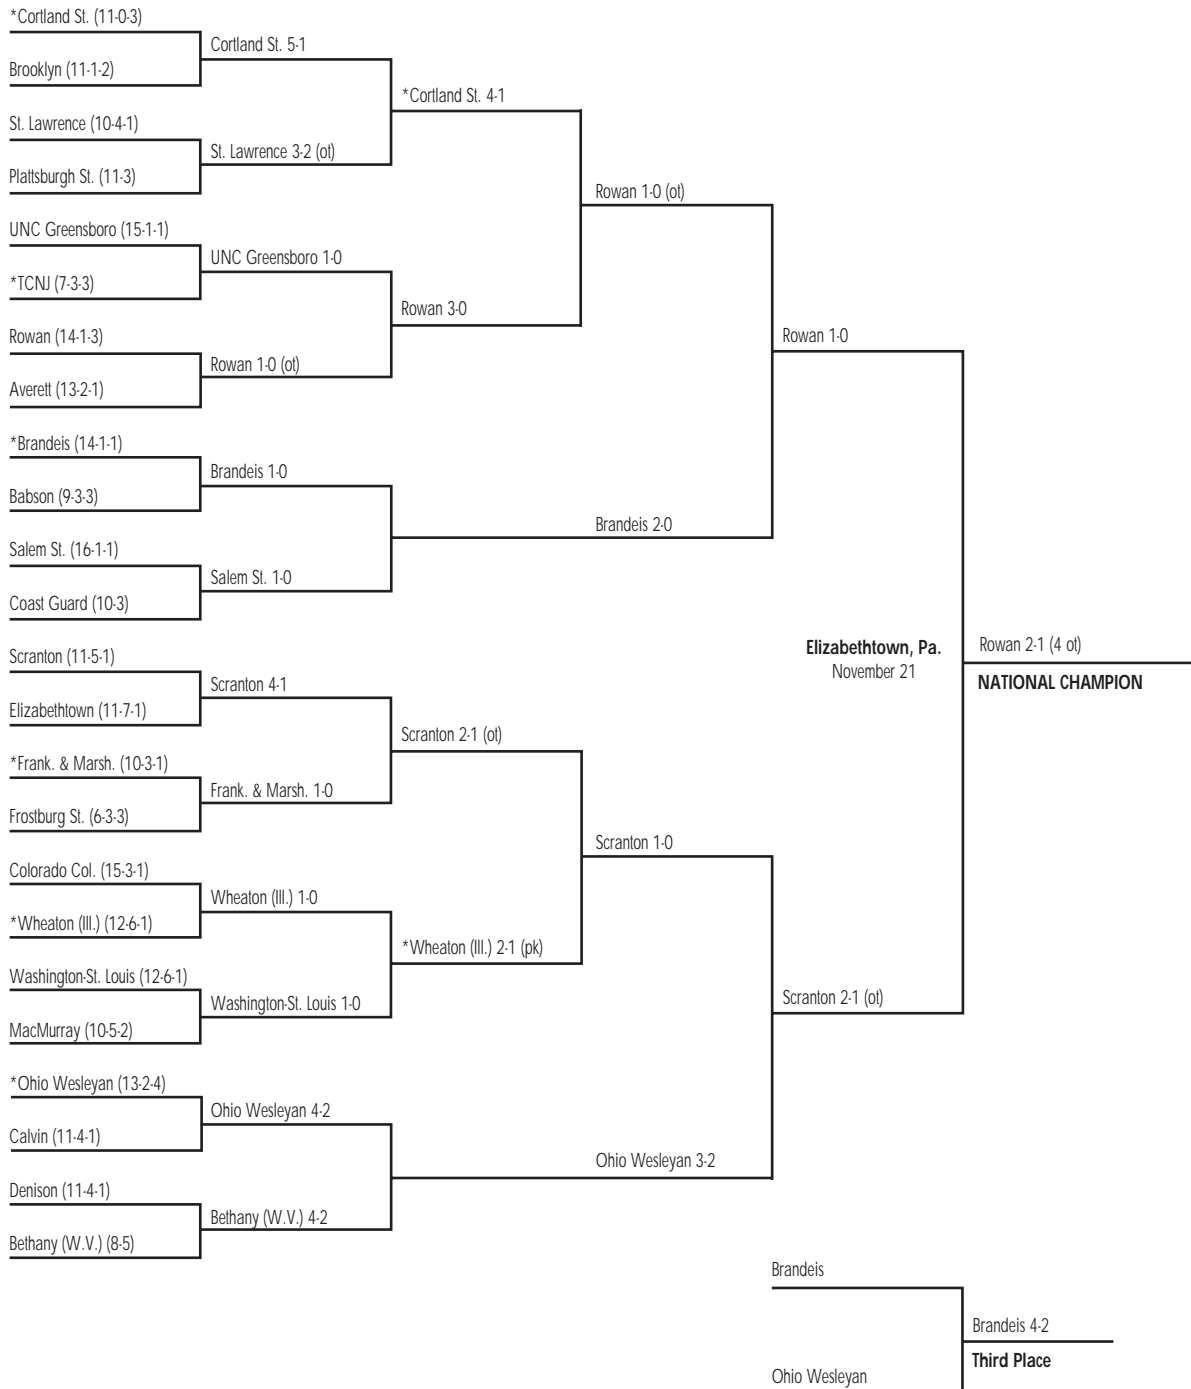 *Cortland St. (11-0-3)
Brooklyn (11-1-2)
St. Lawrence (10-4-1)
Plattsburgh St. (11-3)
UNC Greensboro (15-1-1)
*TCNJ (7-3-3)
Rowan (14-1-3)
Averett (13-2-1)
*Brandeis (14-1-1)
Babson (9-3-3)
Salem St. (16-1-1)
Coast Guard (10-3)
Scranton (11-5-1)
Elizabethtown (11-7-1)
*Frank. & Marsh. (10-3-1)
Frostburg St. (6-3-3)
Colorado Col. (15-3-1)
*Wheaton (Ill.) (12-6-1)
Washington-St. Louis (12-6-1)
MacMurray (10-5-2)
*Ohio Wesleyan (13-2-4)
Calvin (11-4-1)
Denison (11-4-1)
Bethany (W.V.) (8-5)
Cortland St. 5-1
St. Lawrence 3-2 (ot)
UNC Greensboro 1-0
Rowan 1-0 (ot)
Brandeis 1-0
Salem St. 1-0
Scranton 4-1
Frank. & Marsh. 1-0
Wheaton (Ill.) 1-0
Washington-St. Louis 1-0
Ohio Wesleyan 4-2
Bethany (W.V.) 4-2
*Cortland St. 4-1
Rowan 3-0
Scranton 2-1 (ot)
*Wheaton (Ill.) 2-1 (pk)
Rowan 1-0 (ot)
Brandeis 2-0
Scranton 1-0
Ohio Wesleyan 3-2
Rowan 1-0
Scranton 2-1 (ot)
Elizabethtown, Pa.
November 21
Rowan 2-1 (4 ot)
NATIONAL CHAMPION
Brandeis
Ohio Wesleyan
Brandeis 4-2
Third Place